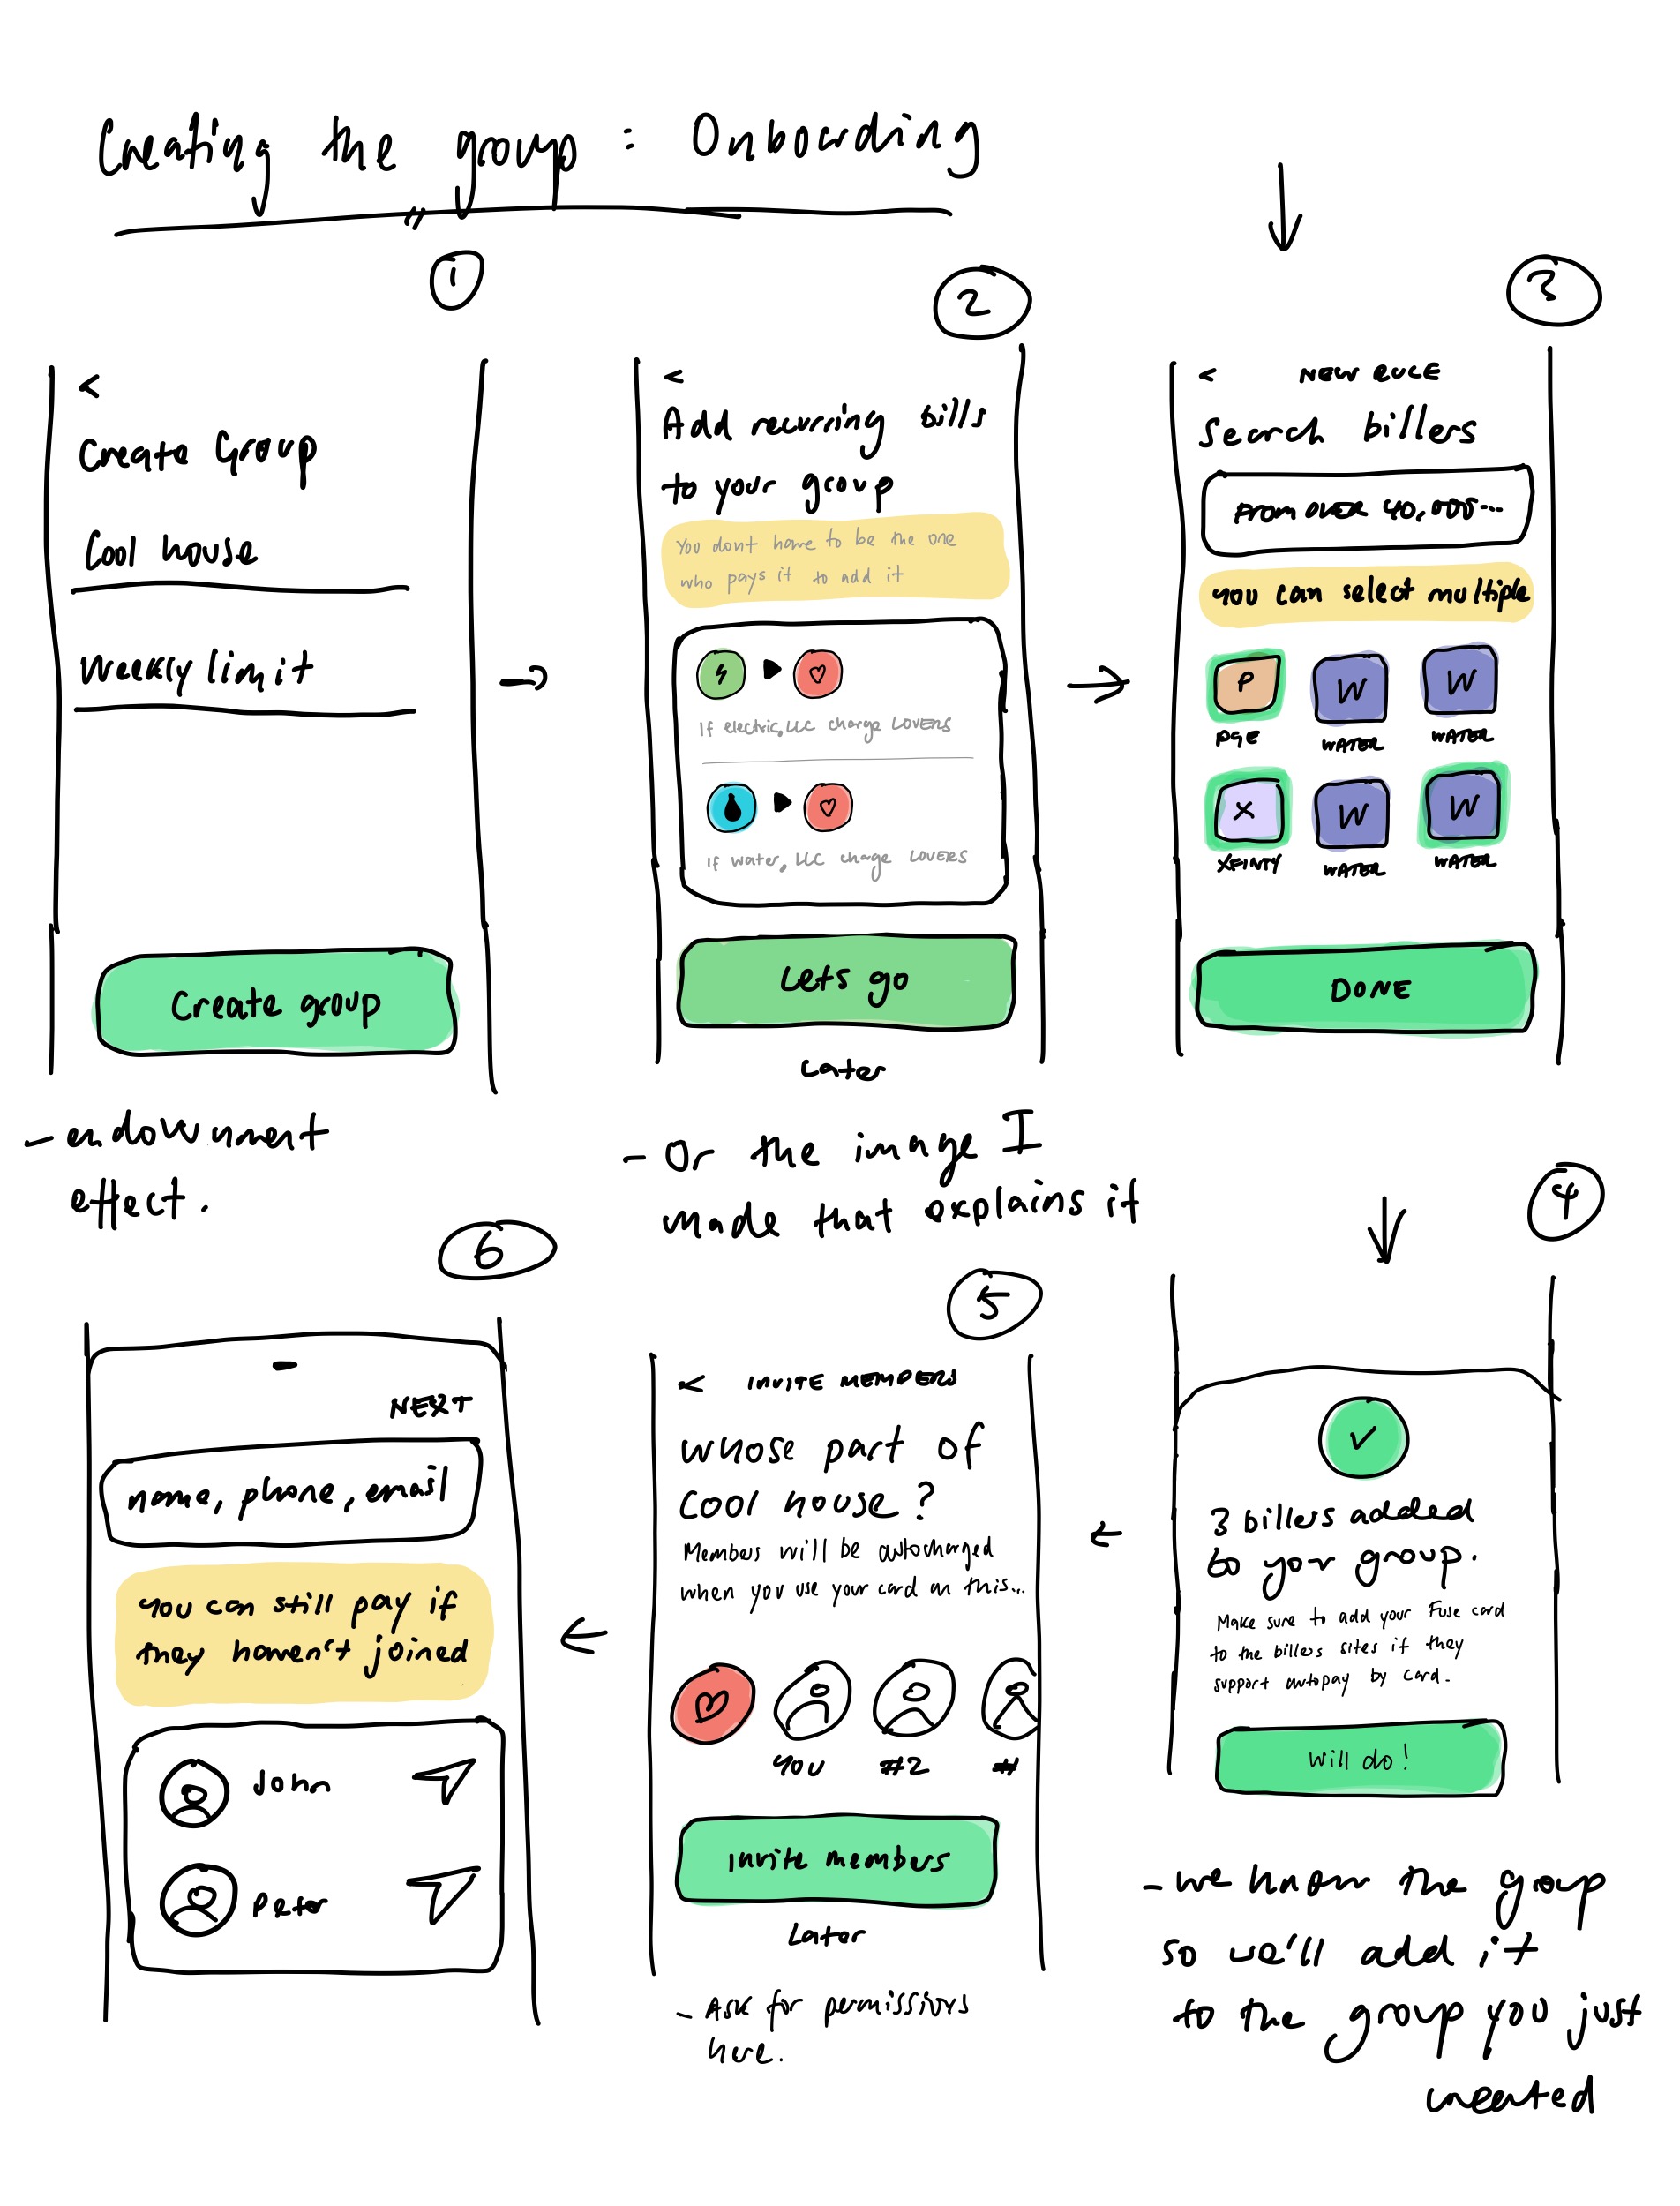 Creating the group : Onboarding
1
<
Create Group
Cool house
Weekly limit
Create group
- endowment
effect.
2
<
Add recurring bills
to your group
You dont have to be the one
who pays it to add it
If electric, LLC charge LOVERS
If water, LLC charge LOVERS
Lets go
Later
- Or the image I
made that explains it
3
< NEW RULE
Search billers
From over 40,000...
you can select multiple
P W W
PGE WATER WATER
X W W
XFINTY WATER WATER
DONE
4
3 billers added
to your group.
Make sure to add your Fuse card
to the billers sites if they
support autopay by card.
Will do!
- we know the group
so we'll add it
to the group you just
created
5
< INVITE MEMBERS
whose part of
Cool house?
Members will be autocharged
when you use your card on this...
YOU #2 #
Invite members
Later
- ASK for permissions
here.
6
NEXT
name, phone, email
you can still pay if
they haven't joined
John
Peter